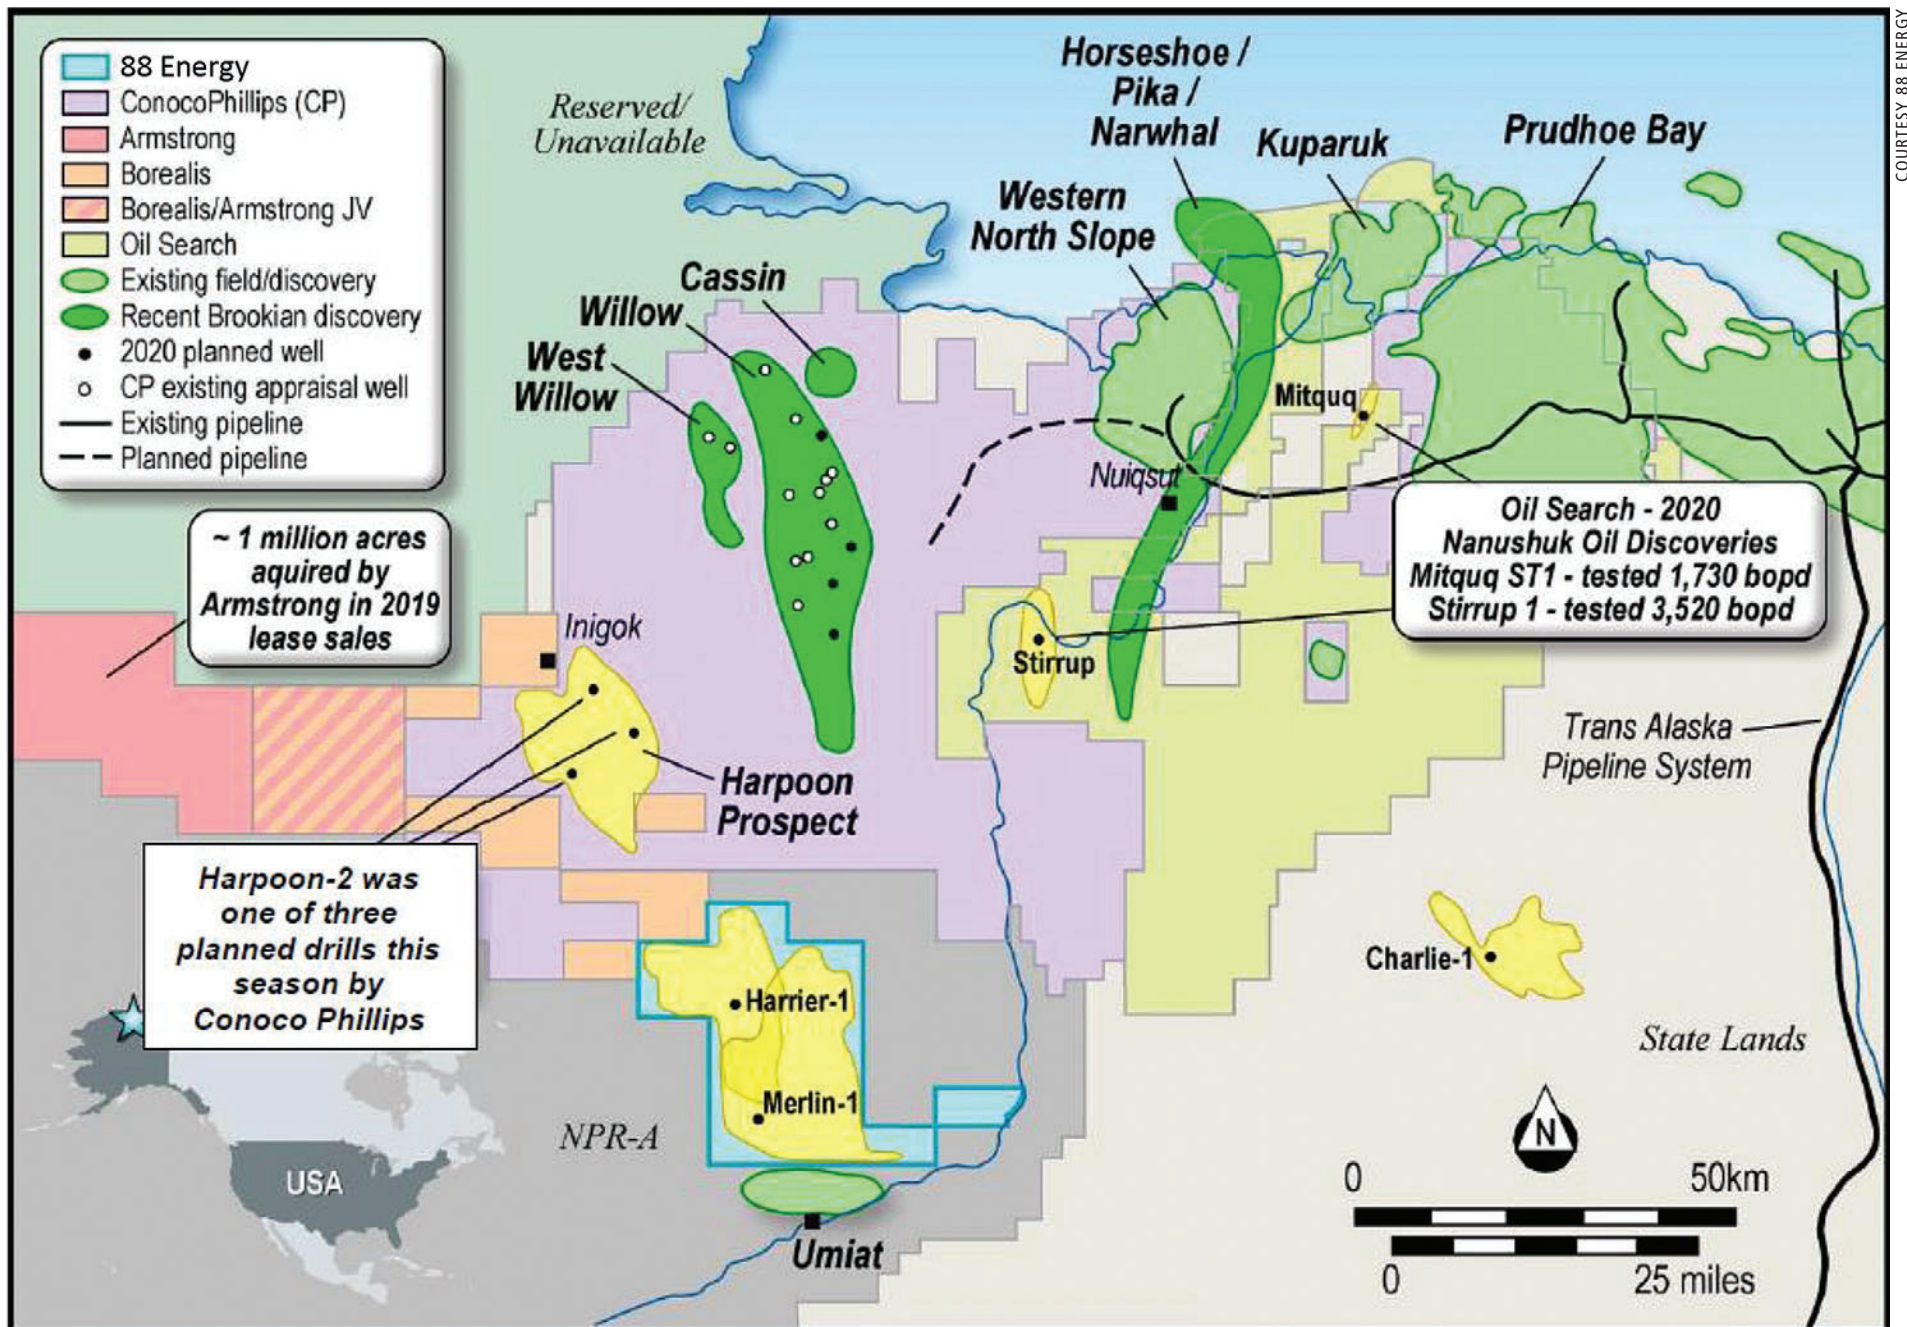 COURTESY 88 ENERGY
88 Energy
ConocoPhillips (CP)
Armstrong
Borealis
Borealis/Armstrong JV
Oil Search
Existing field/discovery
Recent Brookian discovery
2020 planned well
CP existing appraisal well
Existing pipeline
Planned pipeline
Reserved/
Unavailable
Horseshoe /
Pika /
Narwhal
Kuparuk
Prudhoe Bay
Western
North Slope
Cassin
Willow
West
Willow
Mitquq
Nuiqsut
Oil Search - 2020
Nanushuk Oil Discoveries
Mitquq ST1 - tested 1,730 bopd
Stirrup 1 - tested 3,520 bopd
~ 1 million acres
aquired by
Armstrong in 2019
lease sales
Inigok
Stirrup
Trans Alaska
Pipeline System
Harpoon
Prospect
Harpoon-2 was
one of three
planned drills this
season by
Conoco Phillips
Charlie-1
Harrier-1
State Lands
Merlin-1
NPR-A
USA
N
0
50km
Umiat
0
25 miles